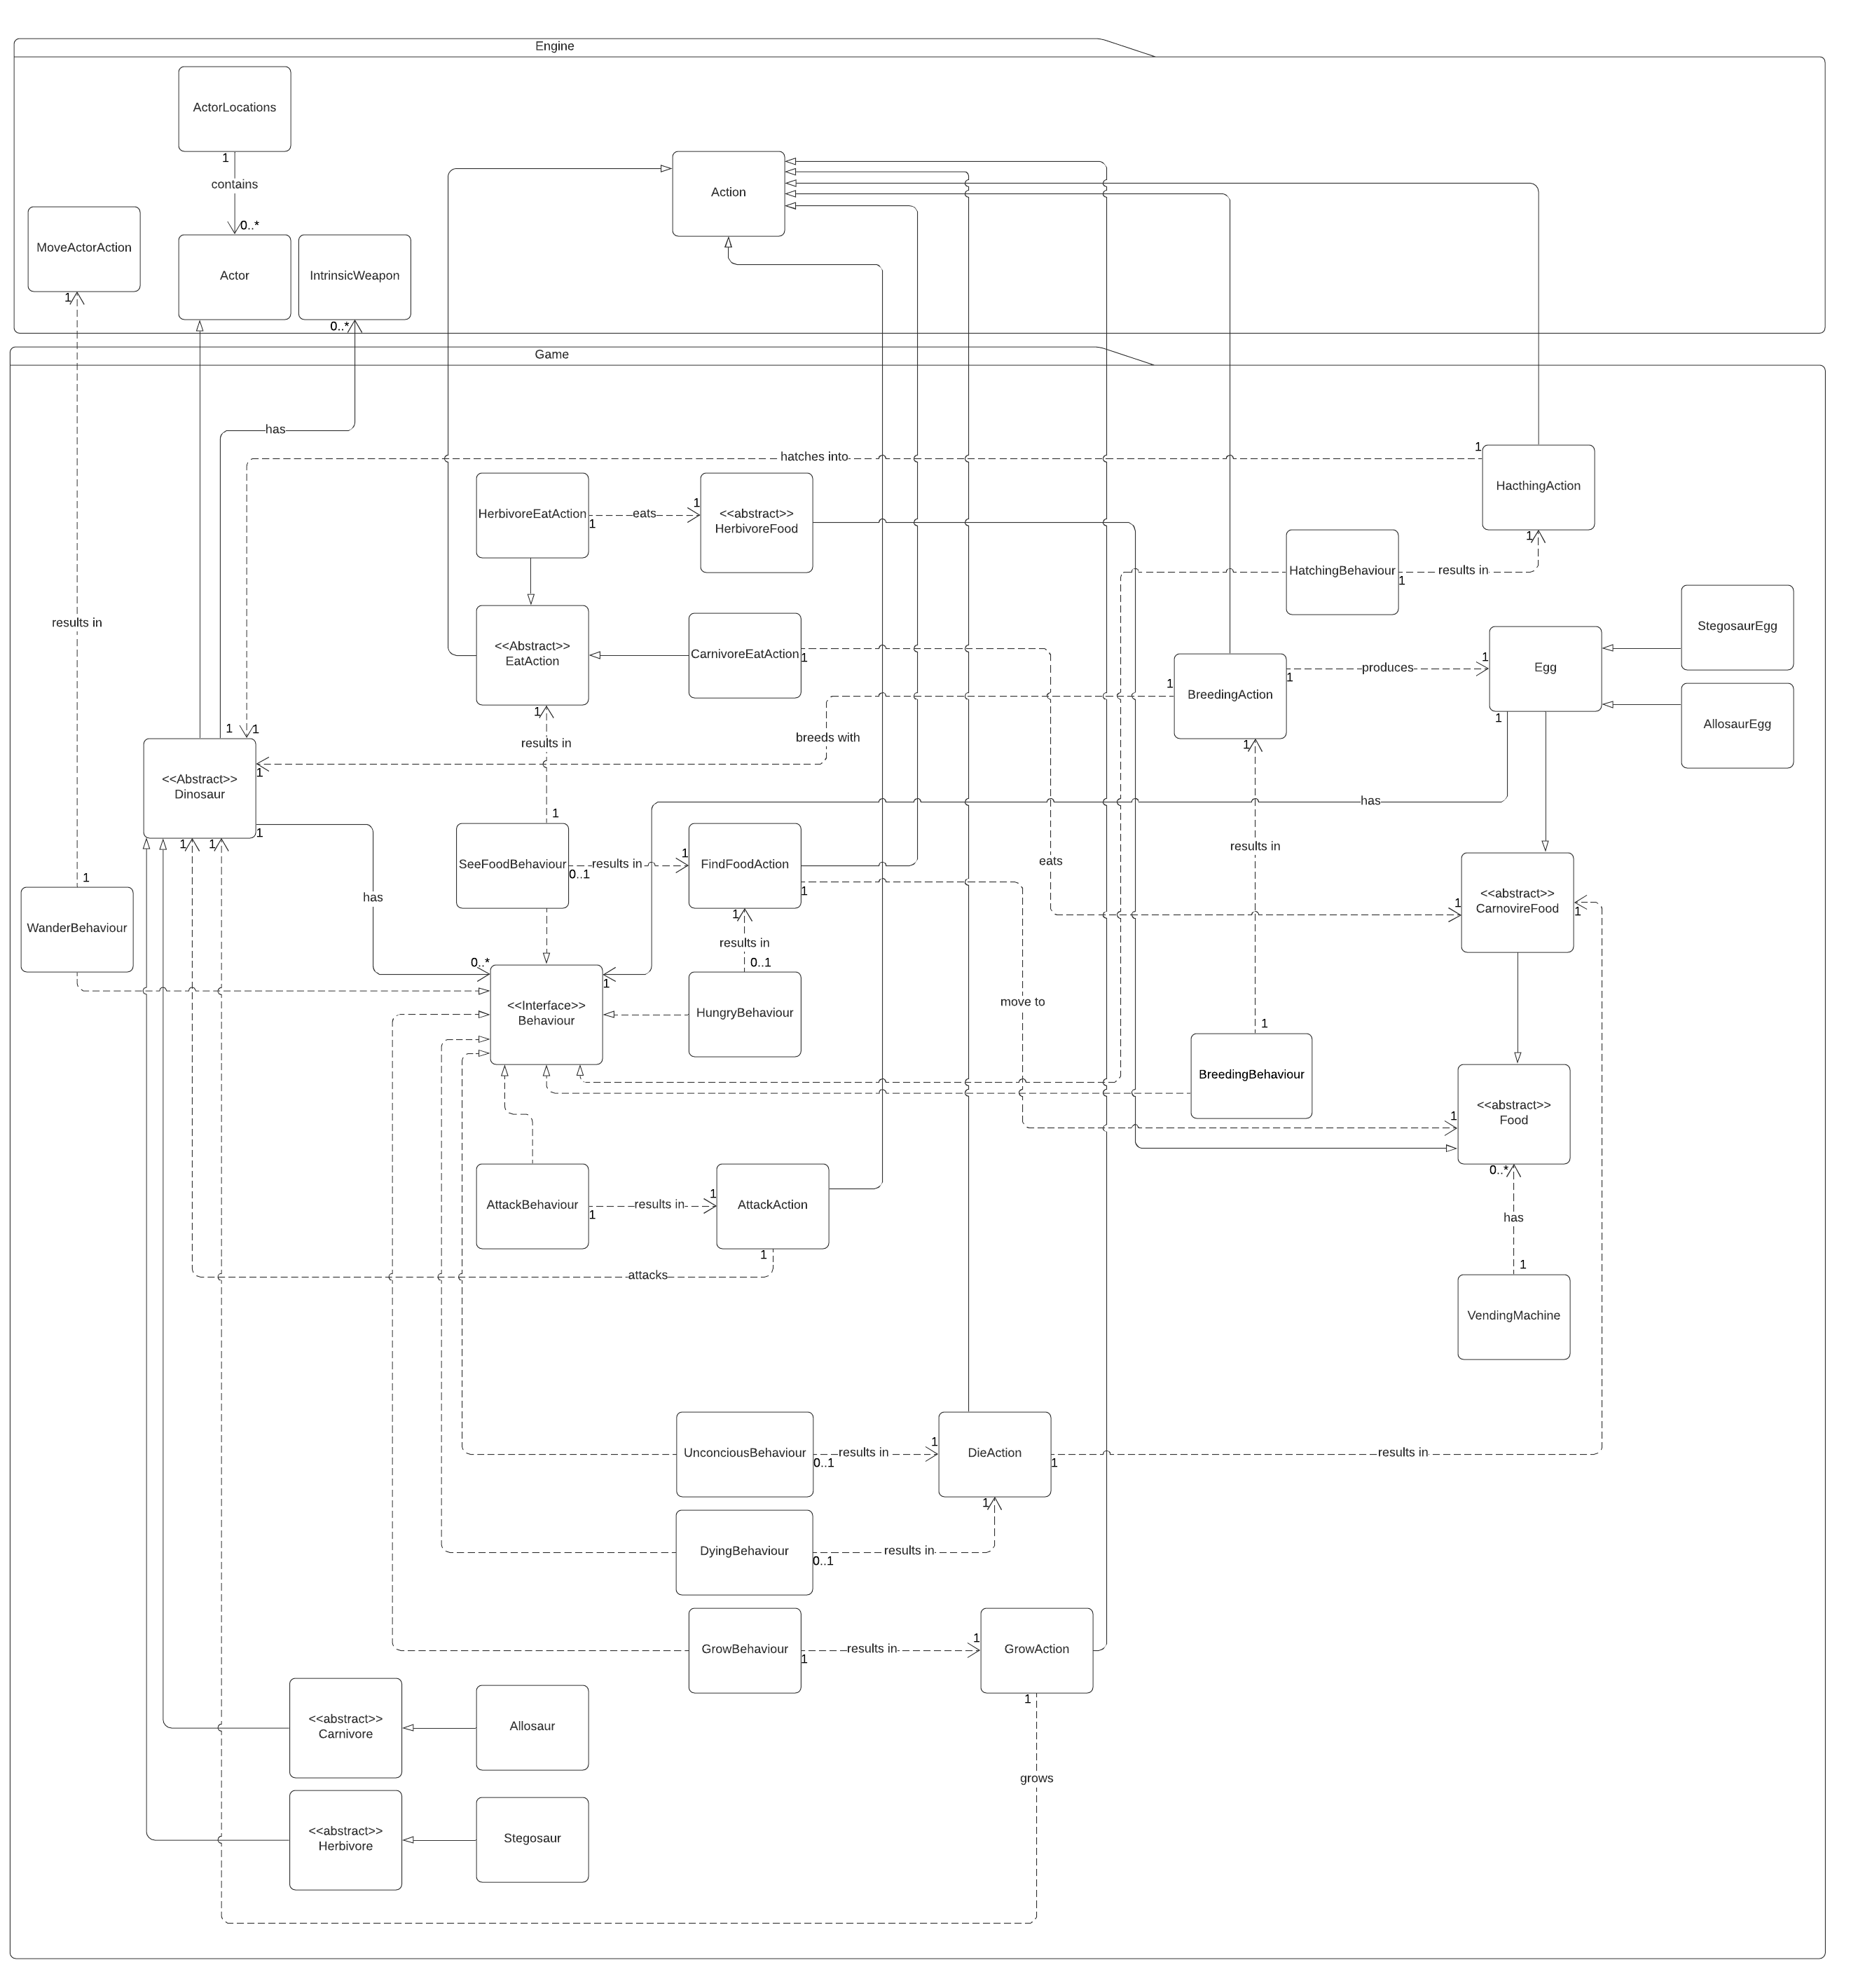 Engine
ActorLocations
1
contains
0..*
Action
MoveActorAction
1
Actor
IntrinsicWeapon
0..*
Game
has
hatches into
1
HacthingAction
1
HerbivoreEatAction
1
eats
1
<<abstract>>
HerbivoreFood
HatchingBehaviour
1
results in
results in
<<Abstract>>
EatAction
1
CarnivoreEatAction
1
StegosaurEgg
Egg
1
1
produces
1
BreedingAction
1
1
AllosaurEgg
results in
breeds with
1
1
1
<<Abstract>>
Dinosaur
1
1
1
1
has
1
SeeFoodBehaviour
0..1
results in
1
FindFoodAction
1
1
results in
eats
1
<<abstract>>
CarnovireFood
1
has
1
WanderBehaviour
results in
0..1
0..*
<<Interface>>
Behaviour
1
HungryBehaviour
move to
1
BreedingBehaviour
<<abstract>>
Food
1
0..*
AttackBehaviour
1
results in
1
AttackAction
1
has
1
attacks
VendingMachine
UnconciousBehaviour
0..1
results in
1
DieAction
1
1
results in
DyingBehaviour
0..1
results in
GrowBehaviour
1
results in
1
GrowAction
1
<<abstract>>
Carnivore
Allosaur
grows
<<abstract>>
Herbivore
Stegosaur